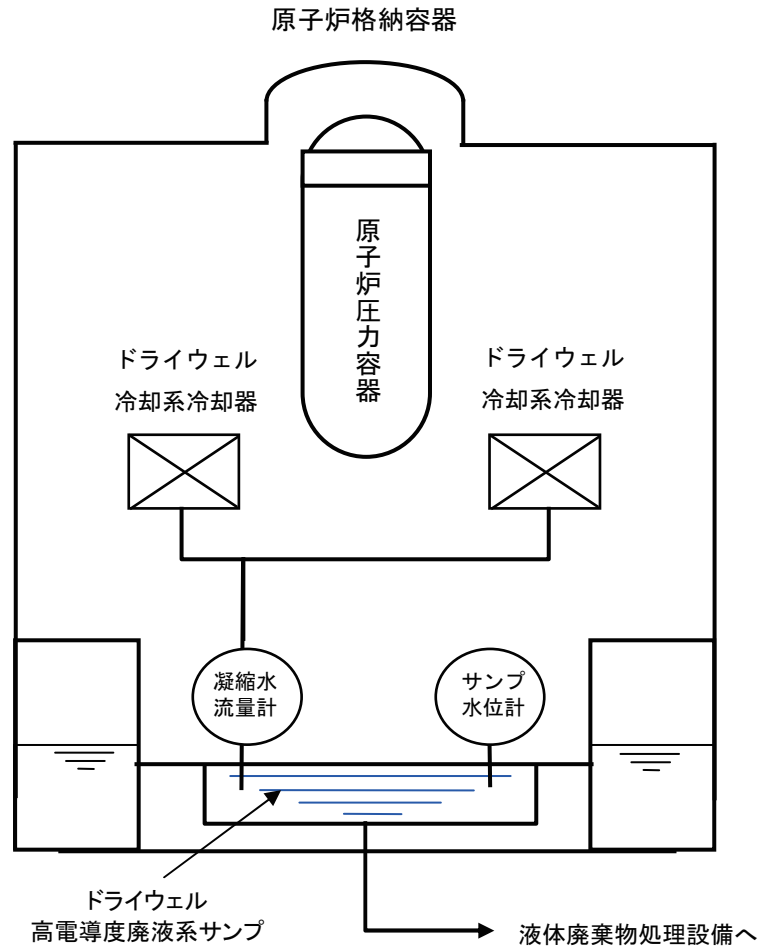 原子炉格納容器
原子炉圧力容器
ドライウェル
冷却系冷却器
ドライウェル
冷却系冷却器
凝縮水
流量計
サンプ
水位計
ドライウェル
高電導度廃液系サンプ
液体廃棄物処理設備へ